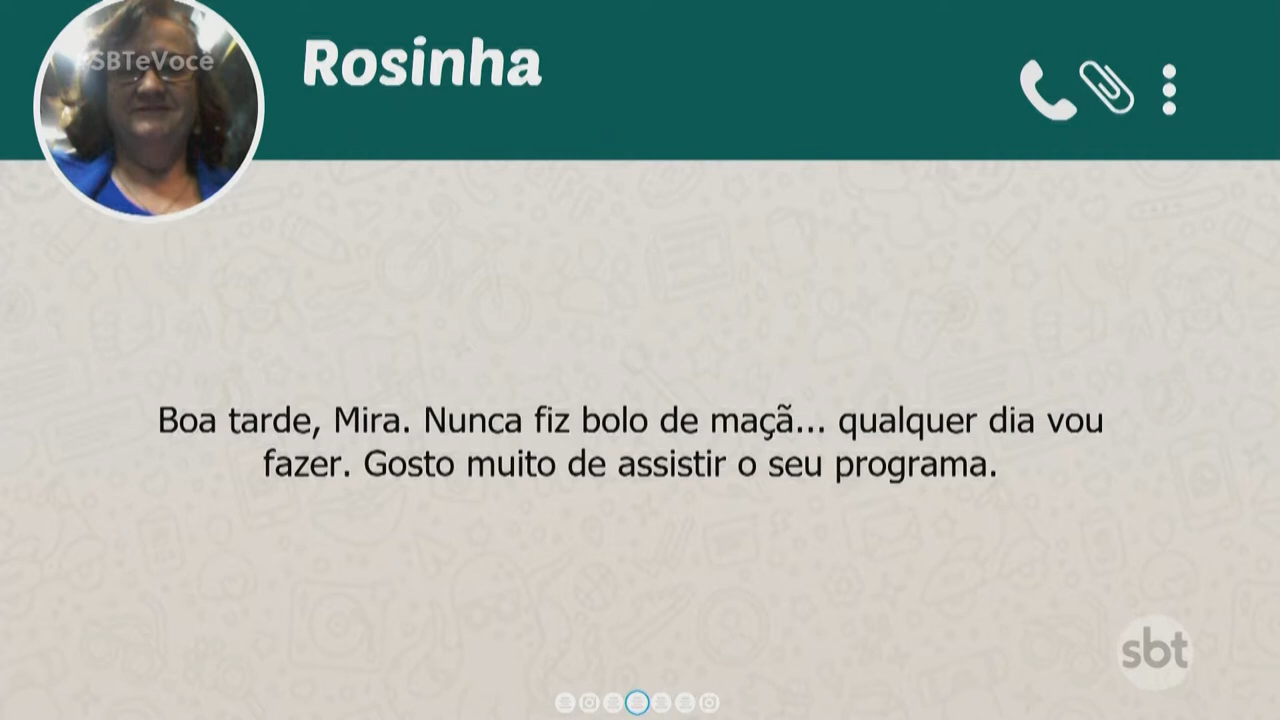 #SBTeVocê
Rosinha
Boa tarde, Mira. Nunca fiz bolo de maçã... qualquer dia vou
fazer. Gosto muito de assistir o seu programa.
sbt